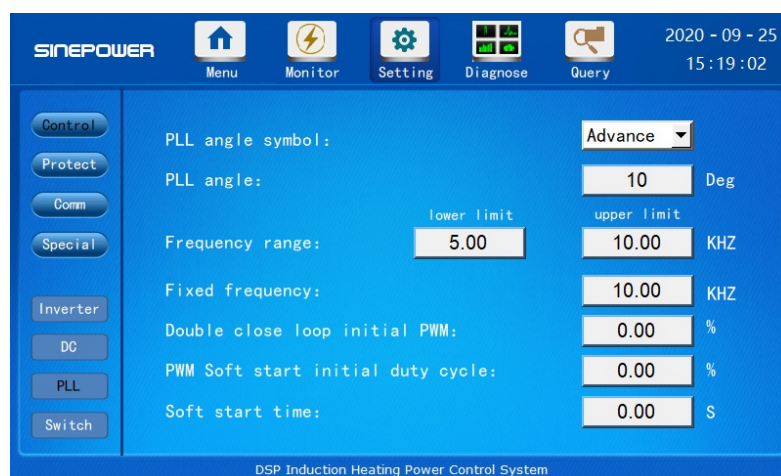 SINEPOWER
Menu
Monitor
Setting
Diagnose
Query
2020 - 09 - 25
15:19:02
Control
Protect
Comm
Special
Inverter
DC
PLL
Switch
PLL angle symbol: Advance
PLL angle: 10 Deg
lower limit upper limit
Frequency range: 5.00 10.00 KHZ
Fixed frequency: 10.00 KHZ
Double close loop initial PWM: 0.00 %
PWM Soft start initial duty cycle: 0.00 %
Soft start time: 0.00 S
DSP Induction Heating Power Control System